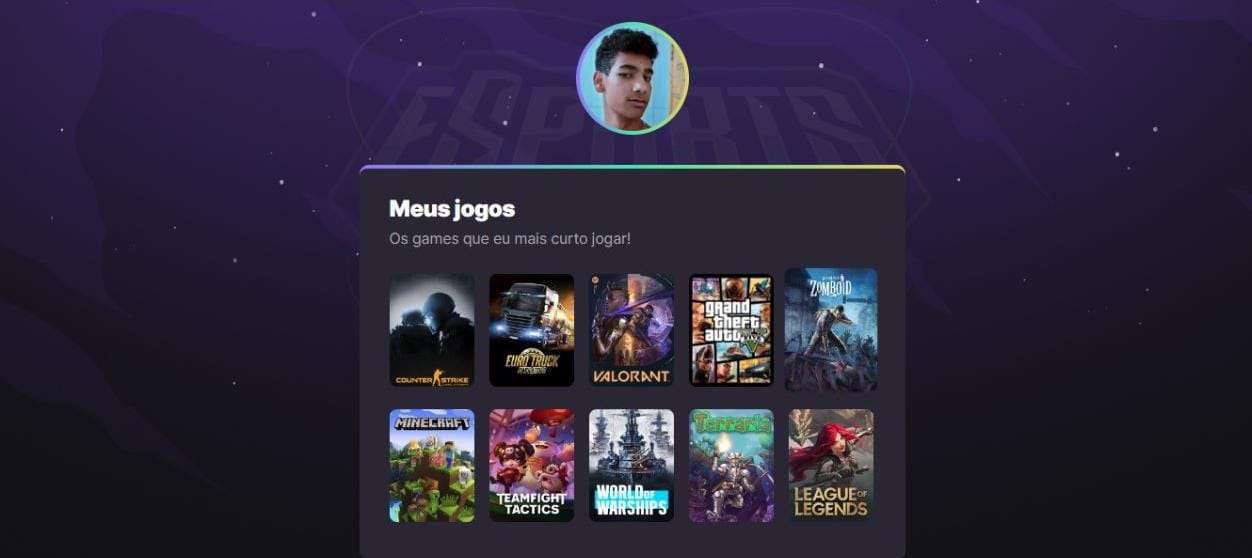 ESPORTS
Meus jogos
Os games que eu mais curto jogar!
COUNTER STRIKE
EURO TRUCK
SIMULATOR
VALORANT
grand
theft
auto V
ZOMBOID
MINECRAFT
TEAMFIGHT
TACTICS
WORLD OF
WARSHIPS
Terraria
LEAGUE OF
LEGENDS